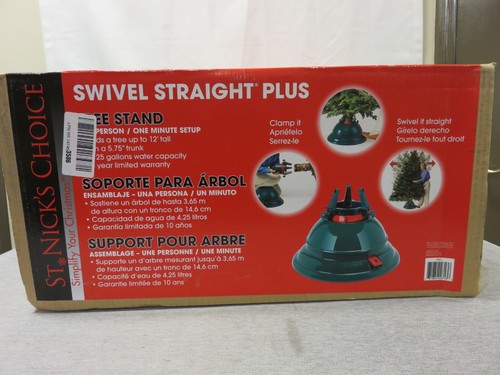 ST. NICK'S CHOICE
Simplify Your Christmas
SWIVEL STRAIGHT PLUS
EE STAND
PERSON / ONE MINUTE SETUP
ds a tree up to 12' tall
a 5.75" trunk
25 gallons water capacity
year limited warranty
SOPORTE PARA ÁRBOL
ENSAMBLAJE - UNA PERSONA / UN MINUTO
• Sostiene un árbol de hasta 3,65 m
de altura con un tronco de 14,6 cm
• Capacidad de agua de 4,25 litros
• Garantía limitada de 10 años
SUPPORT POUR ARBRE
ASSEMBLAGE - UNE PERSONNE / UN MINUTE
• Supporte un d'arbre mesurant jusqu'à 3,65 m
de hauteur avec un tronc de 14,6 cm
• Capacité d'eau de 4,25 litres
• Garantie limitée de 10 ans
Clamp it
Apriételo
Serrez-le
Swivel it straight
Gírelo derecho
Tournez-le tout droit